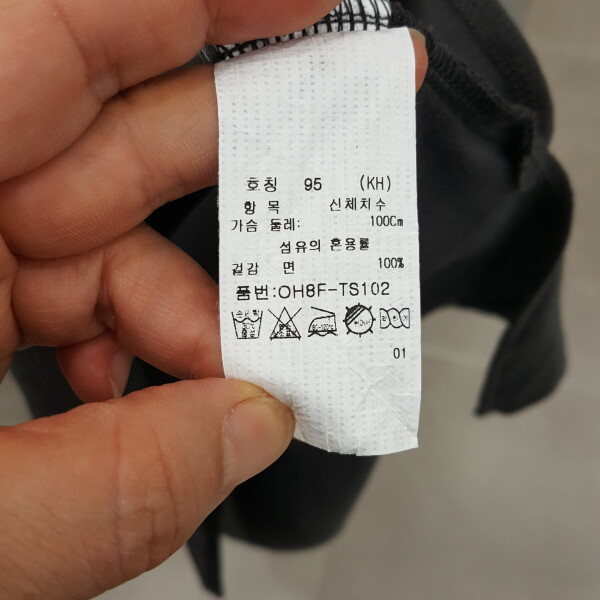 호칭 95 (KH)
항 목 신체치수
가슴 둘레: 100Cm
섬유의 혼용률
겉감 면 100%
품번:OH8F-TS102
01